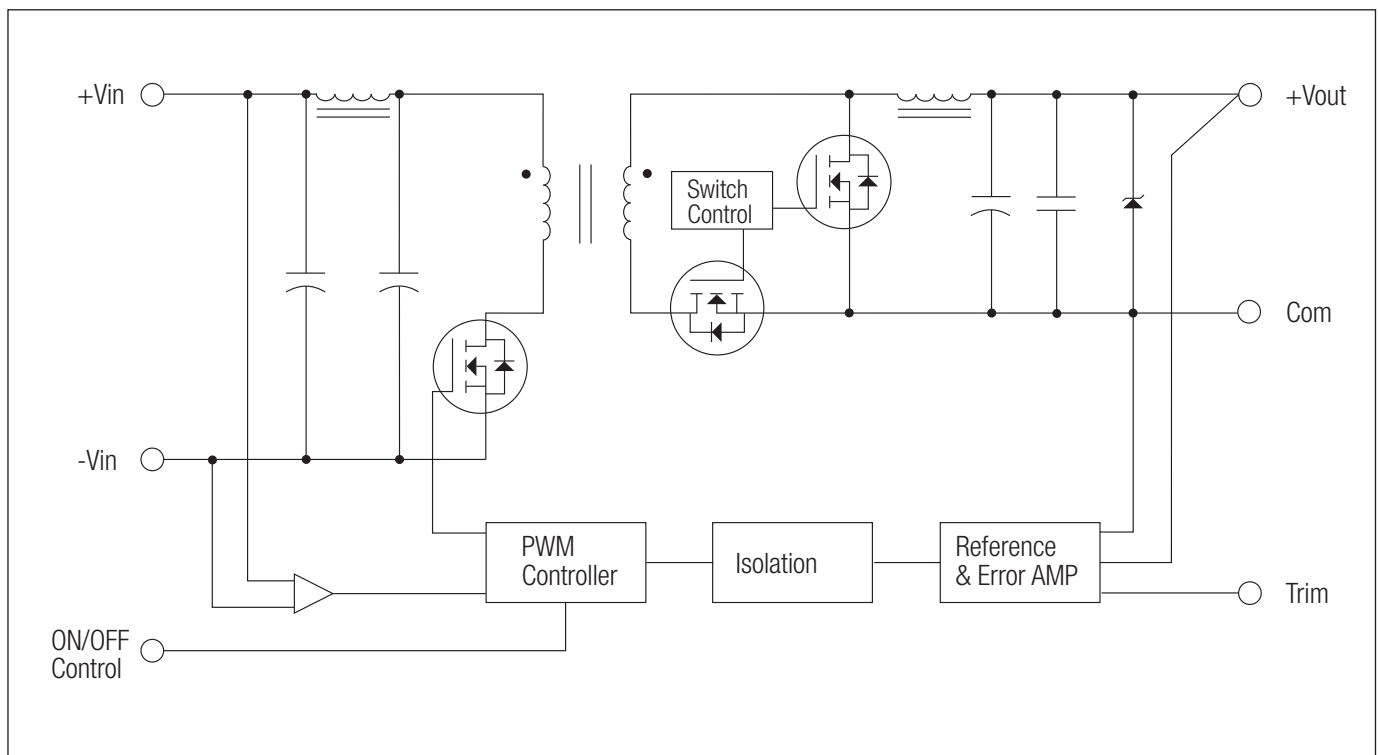 +Vin
+Vout
Switch
Control
Com
-Vin
PWM
Controller
Isolation
Reference
& Error AMP
Trim
ON/OFF
Control